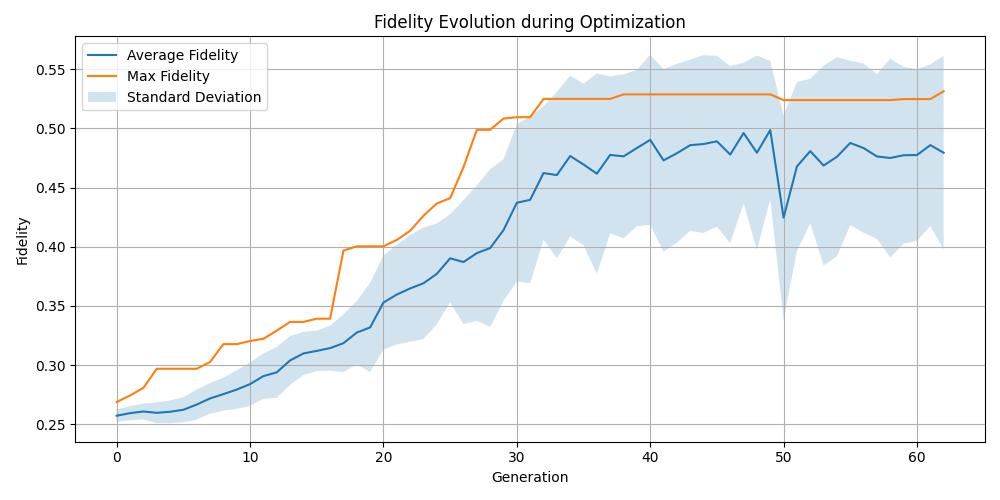 Fidelity Evolution during Optimization
Average Fidelity
Max Fidelity
Standard Deviation
Fidelity
0.55
0.50
0.45
0.40
0.35
0.30
0.25
0 10 20 30 40 50 60
Generation